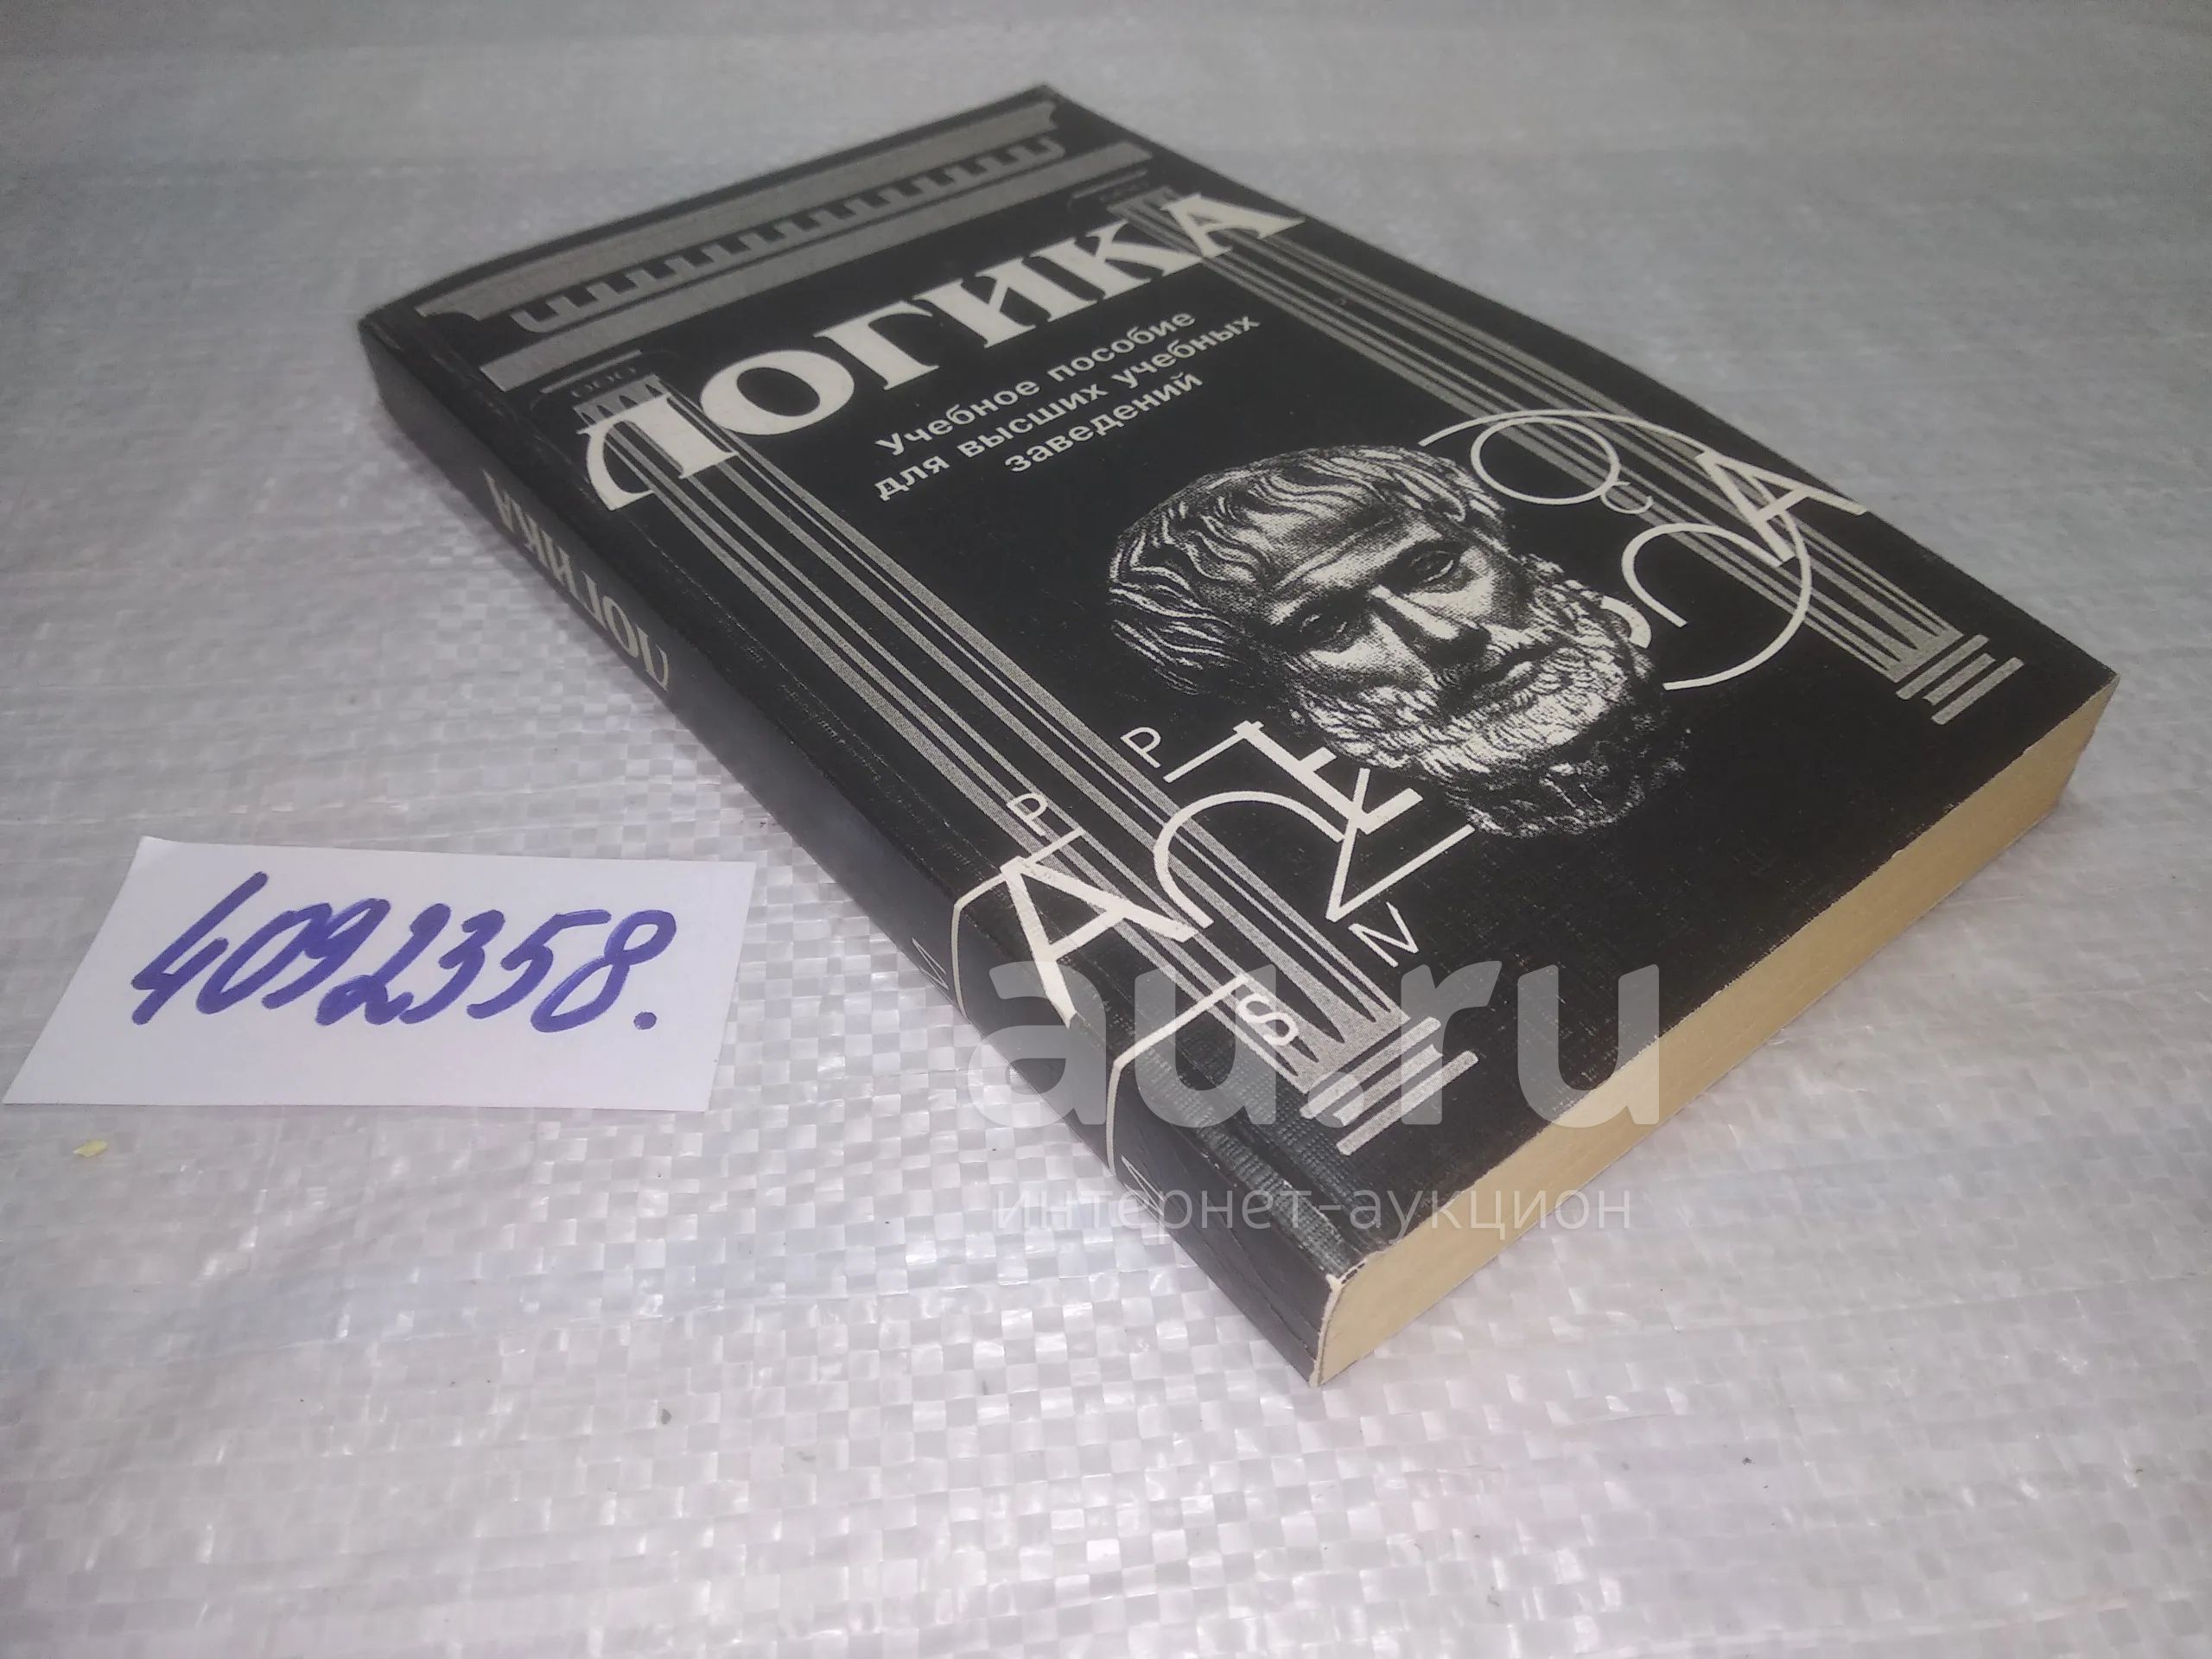 ЛОГИКА
Учебное пособие
для высших учебных
заведений
ЛОГИКА
4092358.
au.ru
интернет-аукцион